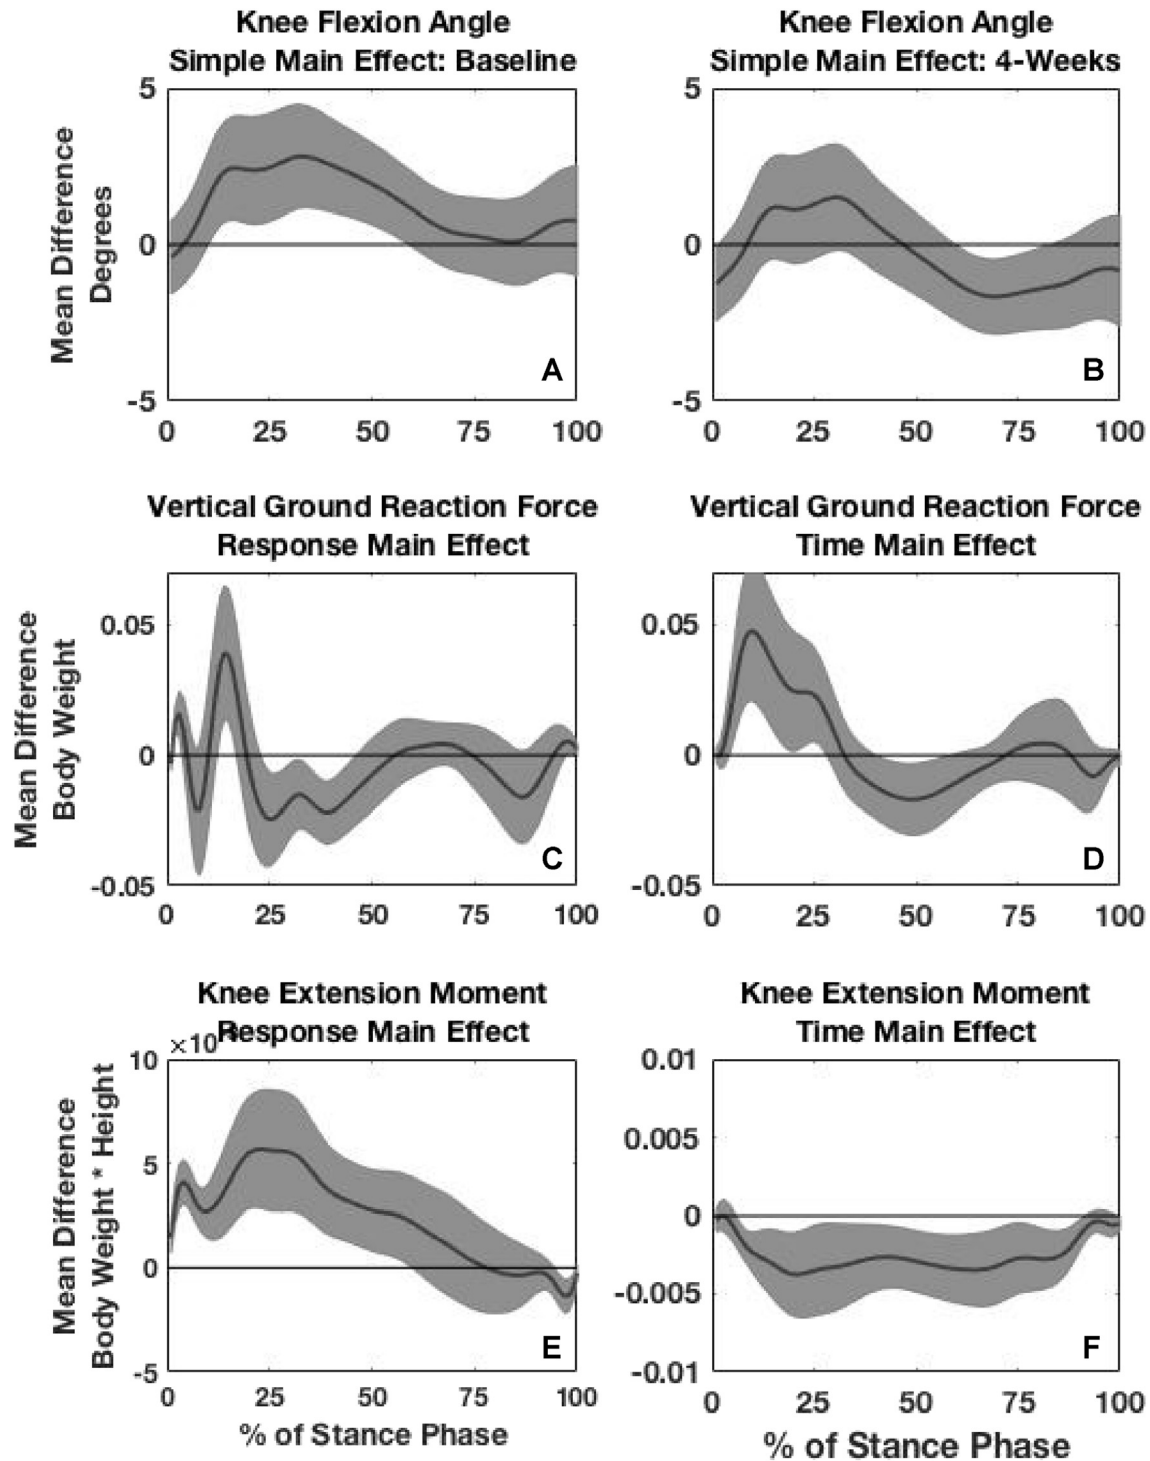 Knee Flexion Angle
Simple Main Effect: Baseline
Knee Flexion Angle
Simple Main Effect: 4-Weeks
Mean Difference
Degrees
5
0
-5
0
25
50
75
100
A
5
0
-5
0
25
50
75
100
B
Vertical Ground Reaction Force
Response Main Effect
Vertical Ground Reaction Force
Time Main Effect
Mean Difference
Body Weight
0.05
0
-0.05
0
25
50
75
100
C
0.05
0
-0.05
0
25
50
75
100
D
Knee Extension Moment
Response Main Effect
Knee Extension Moment
Time Main Effect
Mean Difference
Body Weight * Height
×10
10
5
0
-5
0
25
50
75
100
E
% of Stance Phase
0.01
0.005
0
-0.005
-0.01
0
25
50
75
100
F
% of Stance Phase